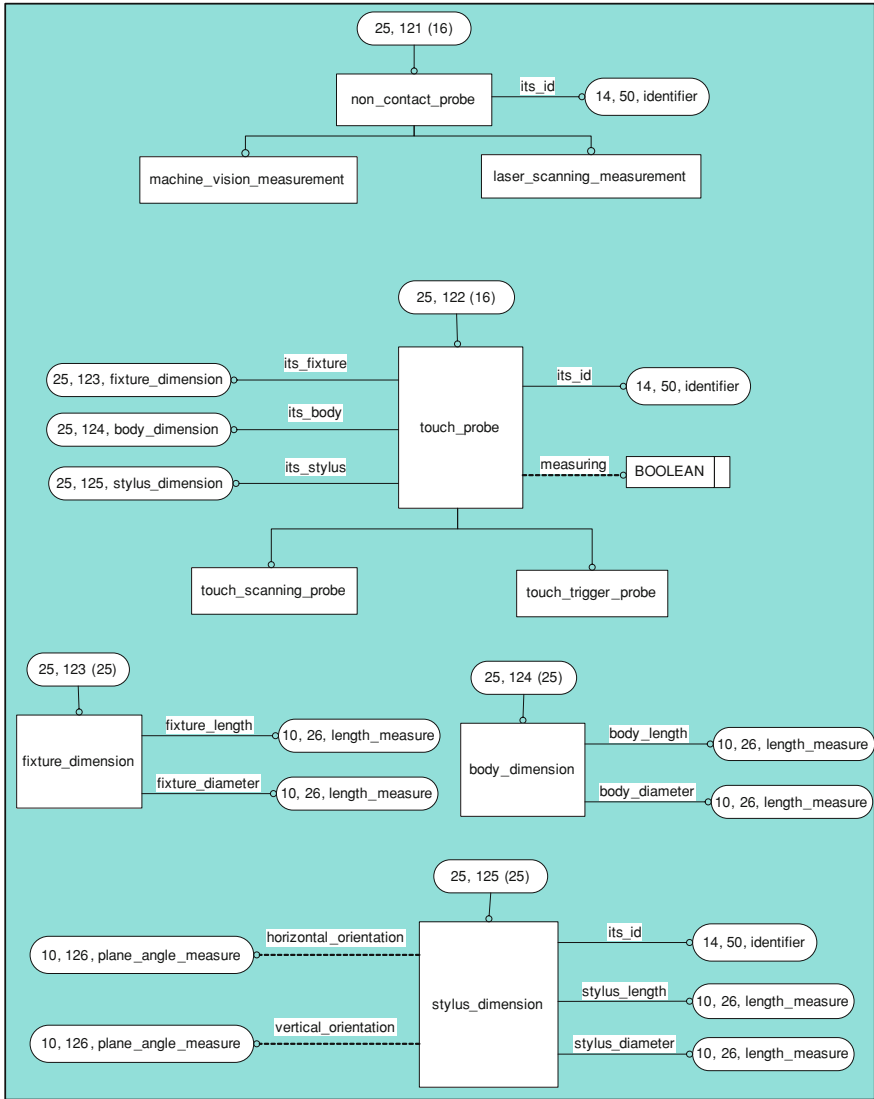 25, 121 (16)
its_id
non_contact_probe
14, 50, identifier
machine_vision_measurement
laser_scanning_measurement
25, 122 (16)
its_fixture
25, 123, fixture_dimension
its_id
14, 50, identifier
its_body
25, 124, body_dimension
touch_probe
its_stylus
25, 125, stylus_dimension
measuring
BOOLEAN
touch_scanning_probe
touch_trigger_probe
25, 123 (25)
fixture_length
10, 26, length_measure
fixture_dimension
fixture_diameter
10, 26, length_measure
25, 124 (25)
body_length
10, 26, length_measure
body_dimension
body_diameter
10, 26, length_measure
25, 125 (25)
horizontal_orientation
10, 126, plane_angle_measure
its_id
14, 50, identifier
stylus_dimension
stylus_length
10, 26, length_measure
vertical_orientation
10, 126, plane_angle_measure
stylus_diameter
10, 26, length_measure